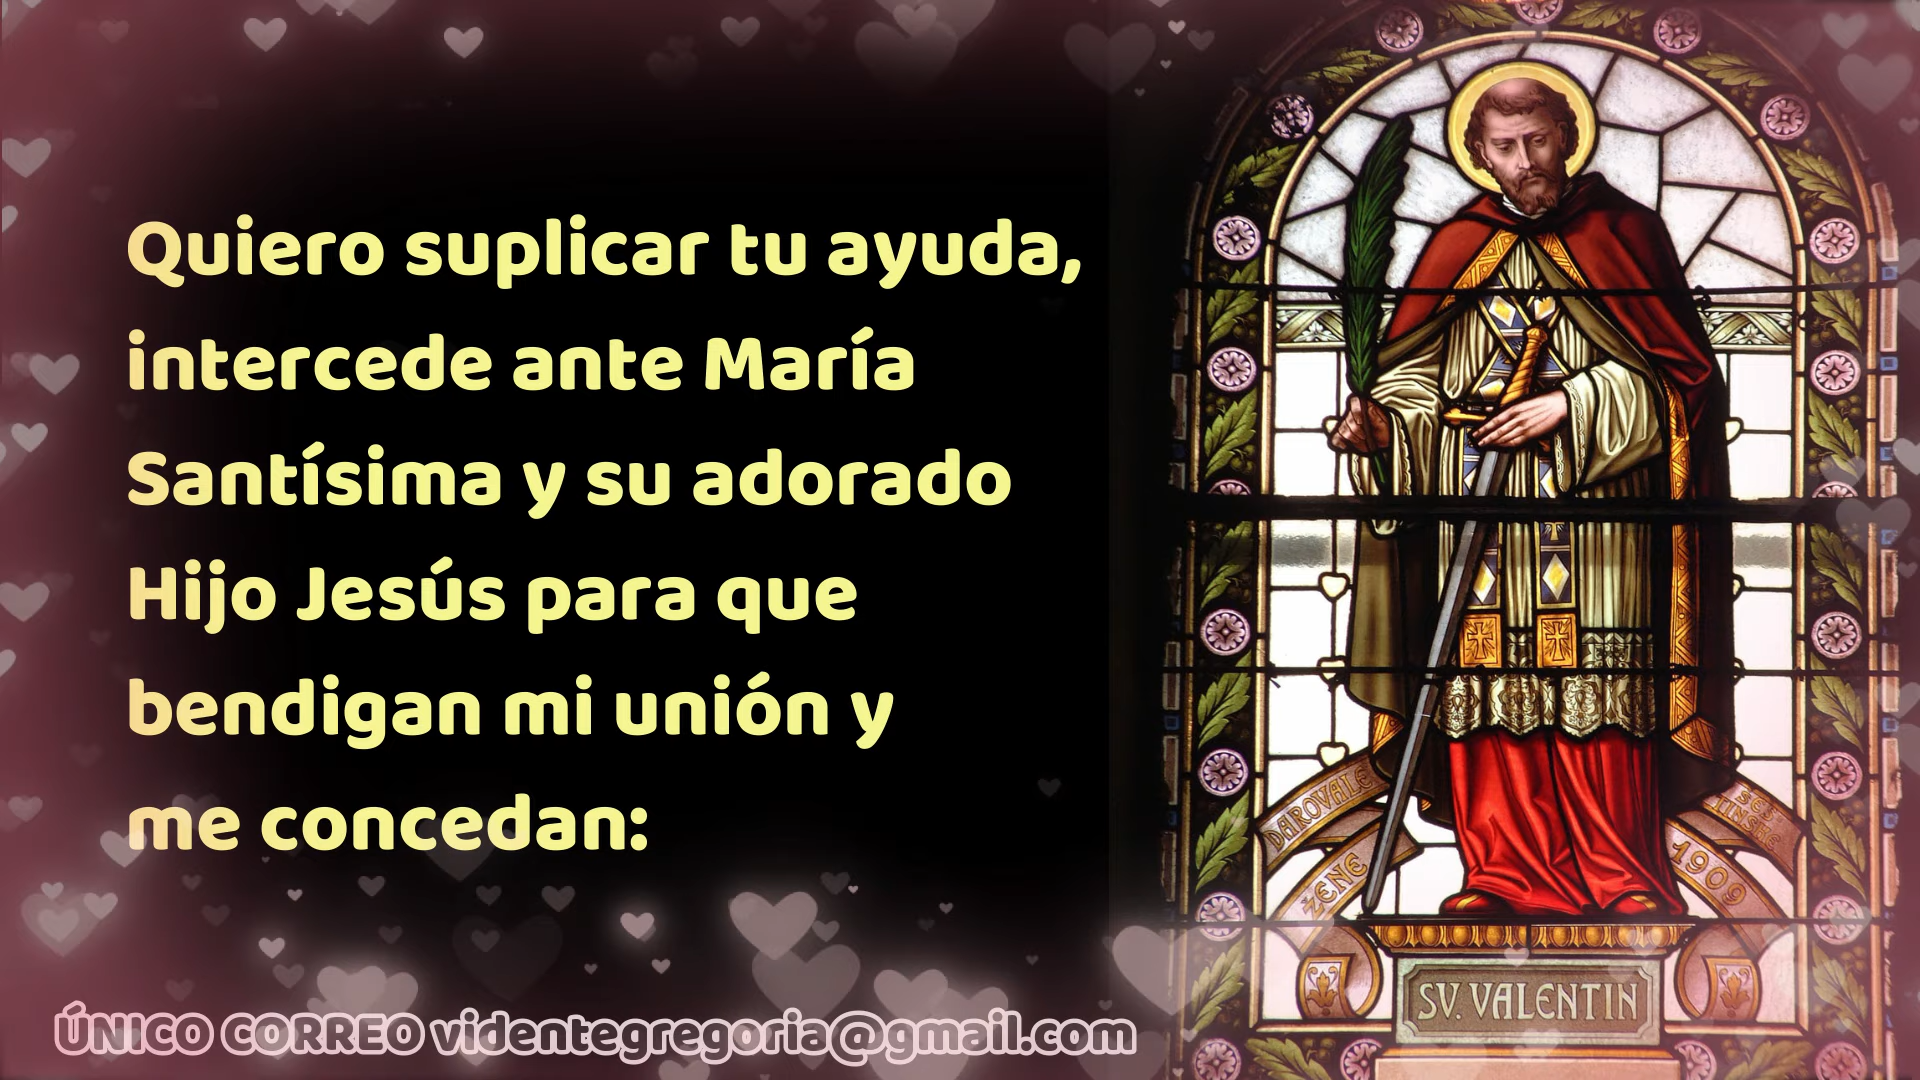 Quiero suplicar tu ayuda,
intercede ante María
Santísima y su adorado
Hijo Jesús para que
bendigan mi unión y
me concedan:
DAROVALE
ŽENE
1909
SV. VALENTIN
ÚNICO CORREO videntegregoria@gmail.com